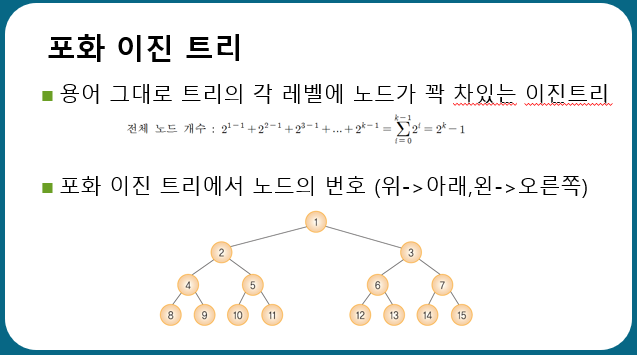 포화 이진 트리
용어 그대로 트리의 각 레벨에 노드가 꽉 차있는 이진트리
전체 노드 개수 : 2^{1-1}+2^{2-1}+2^{3-1}+...+2^{k-1}=\sum_{i=0}^{k-1}2^i=2^k-1
포화 이진 트리에서 노드의 번호 (위->아래,왼->오른쪽)
1
2 3
4 5 6 7
8 9 10 11 12 13 14 15